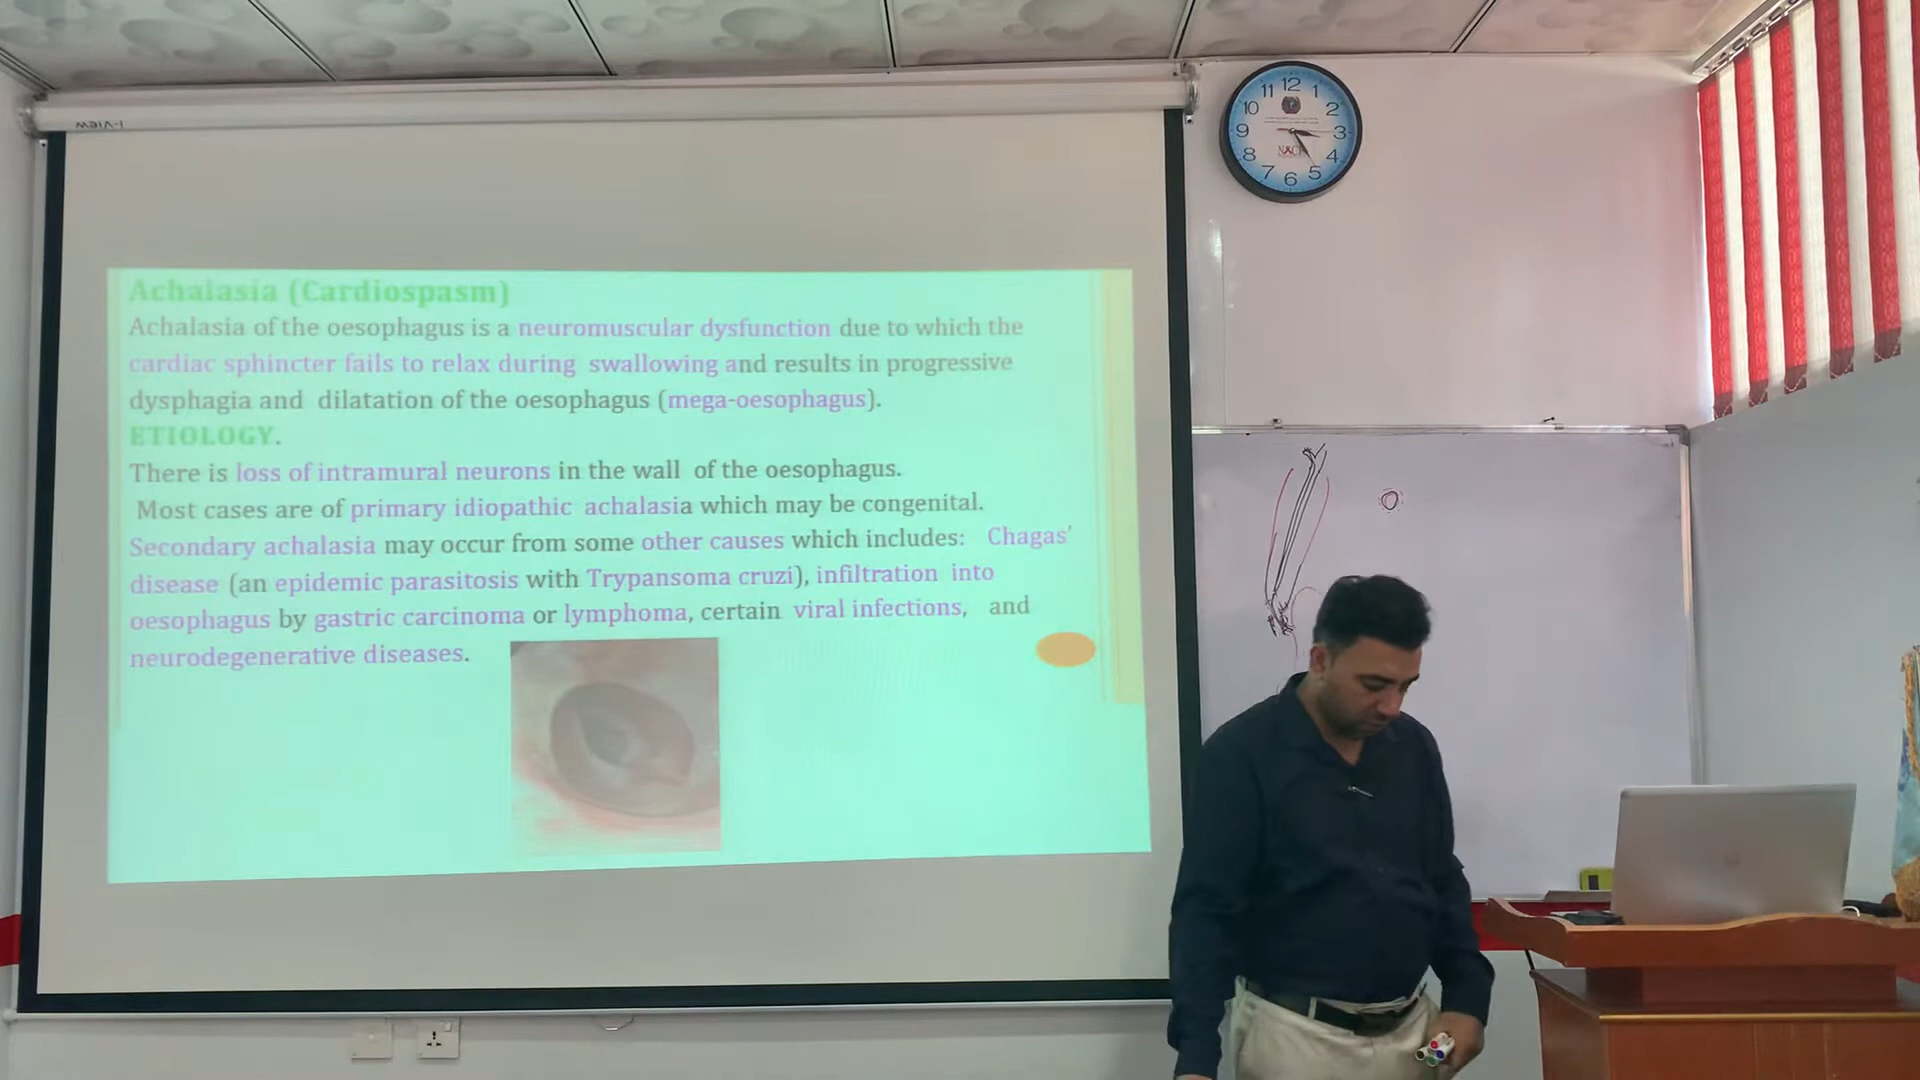 I-VIEW
Achalasia (Cardiospasm)
Achalasia of the oesophagus is a neuromuscular dysfunction due to which the
cardiac sphincter fails to relax during swallowing and results in progressive
dysphagia and dilatation of the oesophagus (mega-oesophagus).
ETIOLOGY.
There is loss of intramural neurons in the wall of the oesophagus.
Most cases are of primary idiopathic achalasia which may be congenital.
Secondary achalasia may occur from some other causes which includes: Chagas'
disease (an epidemic parasitosis with Trypansoma cruzi), infiltration into
oesophagus by gastric carcinoma or lymphoma, certain viral infections, and
neurodegenerative diseases.
12 1 2 3 4 5 6 7 8 9 10 11